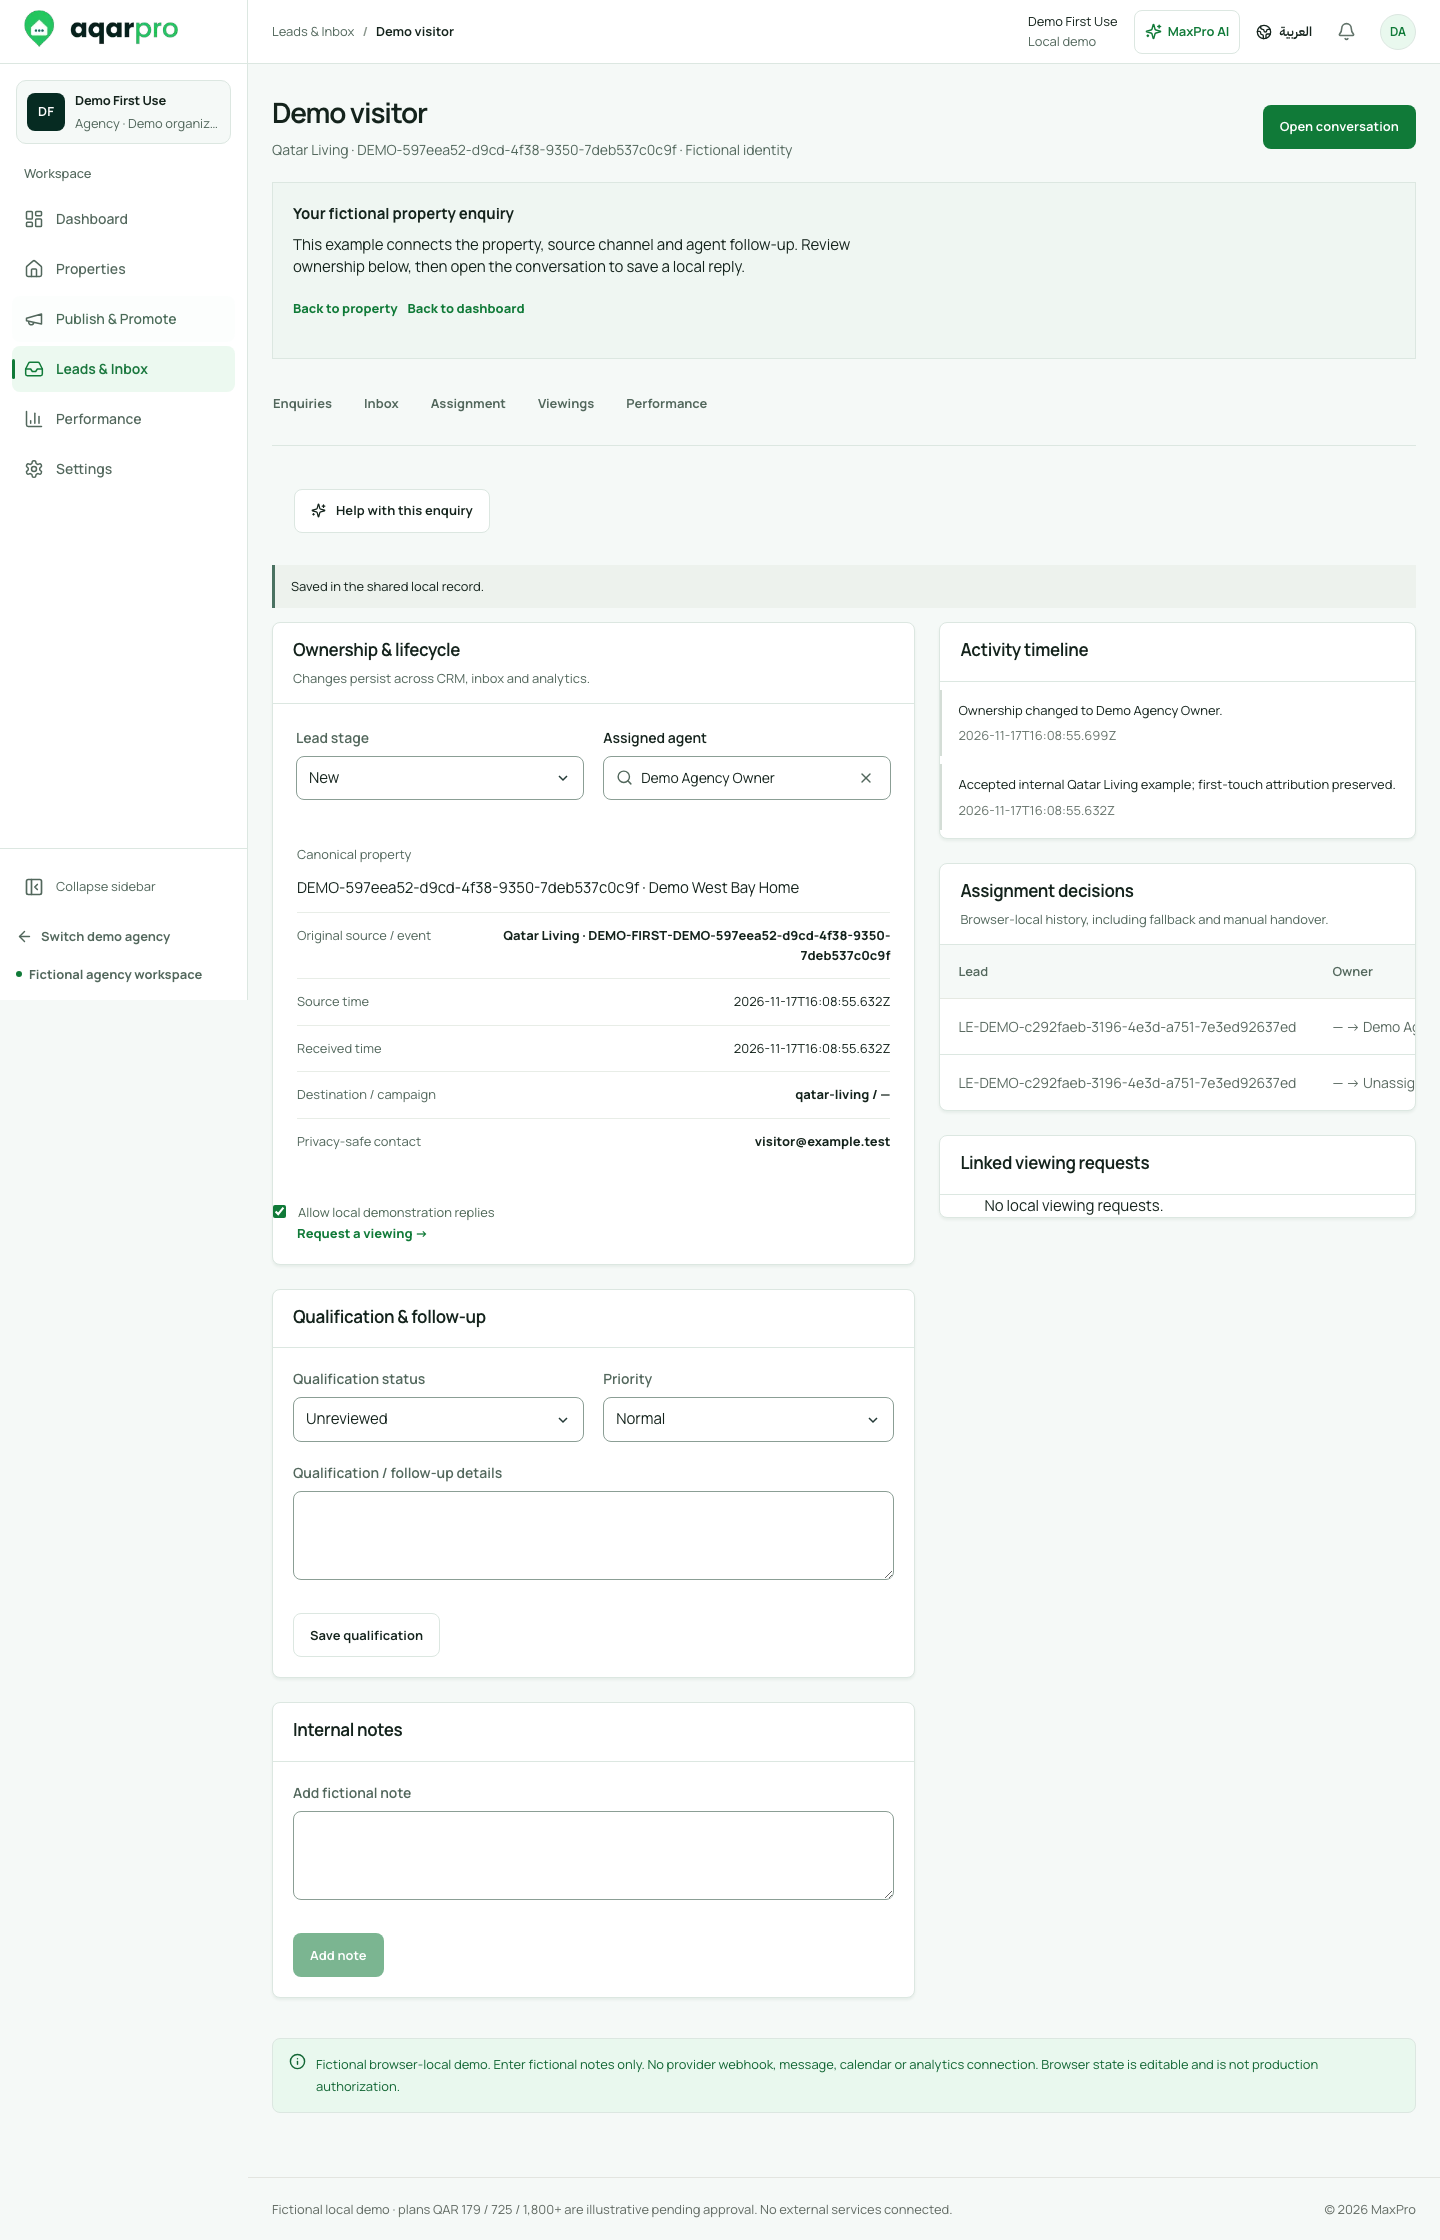 aqarpro
Leads & Inbox / Demo visitor
Demo First Use
Local demo
MaxPro AI
العربية
DA
DF
Demo First Use
Agency · Demo organiz...
Workspace
Dashboard
Properties
Publish & Promote
Leads & Inbox
Performance
Settings
Collapse sidebar
Switch demo agency
Fictional agency workspace
Demo visitor
Qatar Living · DEMO-597eea52-d9cd-4f38-9350-7deb537c0c9f · Fictional identity
Open conversation
Your fictional property enquiry
This example connects the property, source channel and agent follow-up. Review
ownership below, then open the conversation to save a local reply.
Back to property Back to dashboard
Enquiries Inbox Assignment Viewings Performance
Help with this enquiry
Saved in the shared local record.
Ownership & lifecycle
Changes persist across CRM, inbox and analytics.
Lead stage Assigned agent
New Demo Agency Owner
Canonical property
DEMO-597eea52-d9cd-4f38-9350-7deb537c0c9f · Demo West Bay Home
Original source / event Qatar Living · DEMO-FIRST-DEMO-597eea52-d9cd-4f38-9350-
7deb537c0c9f
Source time 2026-11-17T16:08:55.632Z
Received time 2026-11-17T16:08:55.632Z
Destination / campaign qatar-living / —
Privacy-safe contact visitor@example.test
Allow local demonstration replies
Request a viewing →
Activity timeline
Ownership changed to Demo Agency Owner.
2026-11-17T16:08:55.699Z
Accepted internal Qatar Living example; first-touch attribution preserved.
2026-11-17T16:08:55.632Z
Assignment decisions
Browser-local history, including fallback and manual handover.
Lead Owner
LE-DEMO-c292faeb-3196-4e3d-a751-7e3ed92637ed — → Demo Ag
LE-DEMO-c292faeb-3196-4e3d-a751-7e3ed92637ed — → Unassig
Linked viewing requests
No local viewing requests.
Qualification & follow-up
Qualification status Priority
Unreviewed Normal
Qualification / follow-up details
Save qualification
Internal notes
Add fictional note
Add note
Fictional browser-local demo. Enter fictional notes only. No provider webhook, message, calendar or analytics connection. Browser state is editable and is not production
authorization.
Fictional local demo · plans QAR 179 / 725 / 1,800+ are illustrative pending approval. No external services connected.
© 2026 MaxPro